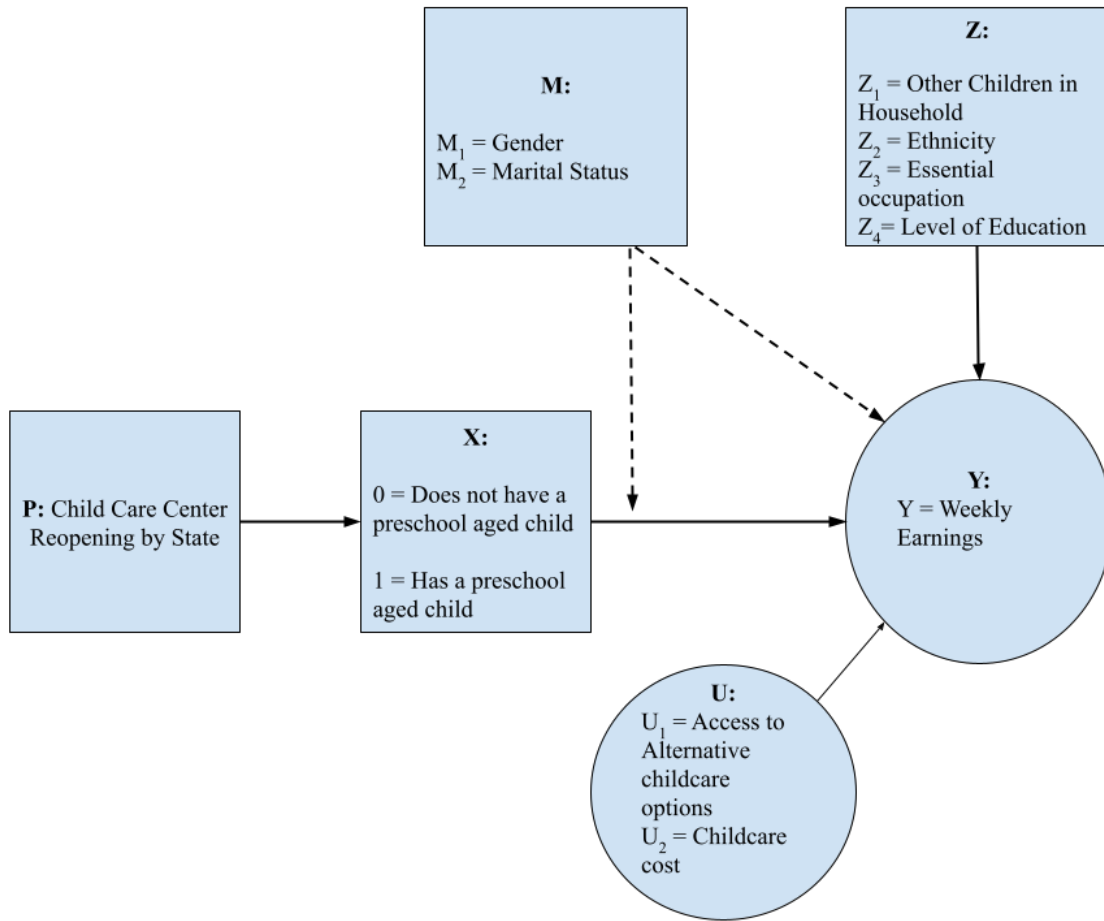 M:
M₁ = Gender
M₂ = Marital Status
Z:
Z₁ = Other Children in
Household
Z₂ = Ethnicity
Z₃ = Essential
occupation
Z₄= Level of Education
P: Child Care Center
Reopening by State
X:
0 = Does not have a
preschool aged child
1 = Has a preschool
aged child
Y:
Y = Weekly
Earnings
U:
U₁ = Access to
Alternative
childcare
options
U₂ = Childcare
cost